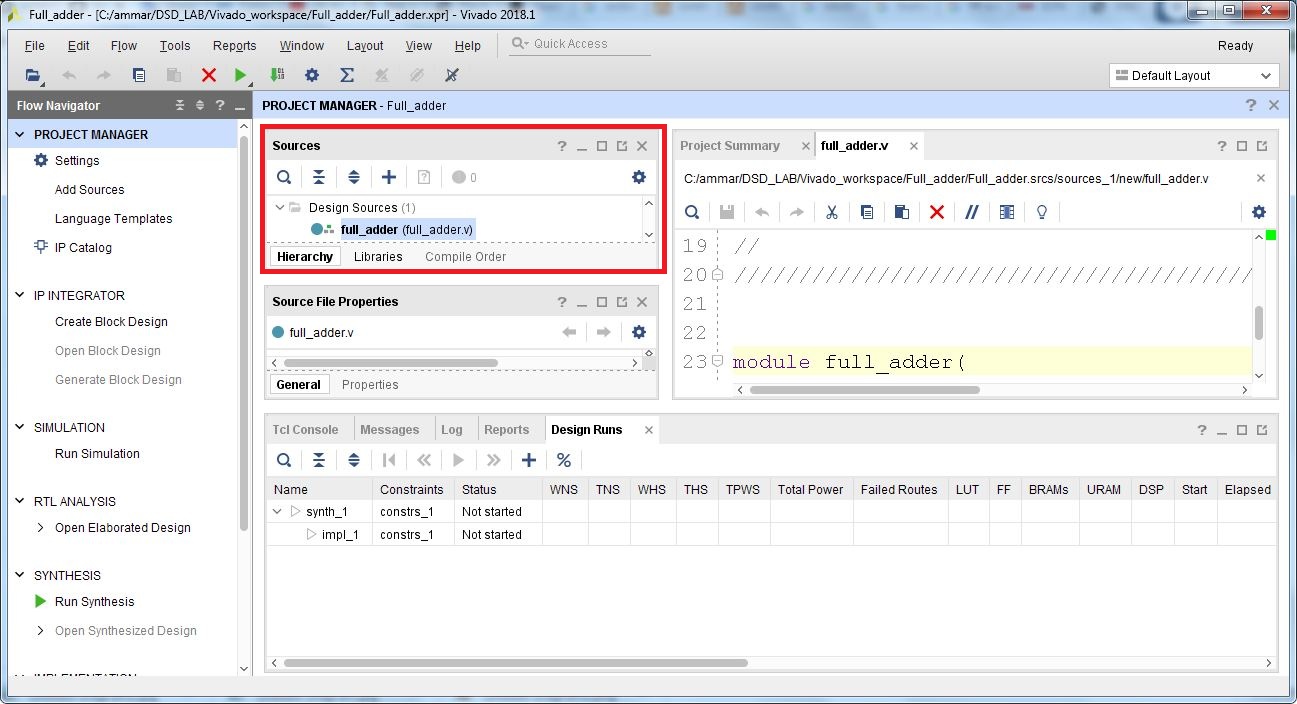 Full_adder - [C:/ammar/DSD_LAB/Vivado_workspace/Full_adder/Full_adder.xpr] - Vivado 2018.1
File Edit Flow Tools Reports Window Layout View Help Quick Access Ready
Default Layout
Flow Navigator
PROJECT MANAGER
Settings
Add Sources
Language Templates
IP Catalog
IP INTEGRATOR
Create Block Design
Open Block Design
Generate Block Design
SIMULATION
Run Simulation
RTL ANALYSIS
Open Elaborated Design
SYNTHESIS
Run Synthesis
Open Synthesized Design
PROJECT MANAGER - Full_adder
Sources
0
Design Sources (1)
full_adder (full_adder.v)
Hierarchy Libraries Compile Order
Source File Properties
full_adder.v
General Properties
Project Summary full_adder.v
C:/ammar/DSD_LAB/Vivado_workspace/Full_adder/Full_adder.srcs/sources_1/new/full_adder.v
19 //
20 /////////////////////////////////
21
22
23 module full_adder(
Tcl Console Messages Log Reports Design Runs
Name Constraints Status WNS TNS WHS THS TPWS Total Power Failed Routes LUT FF BRAMs URAM DSP Start Elapsed
synth_1 constrs_1 Not started
impl_1 constrs_1 Not started